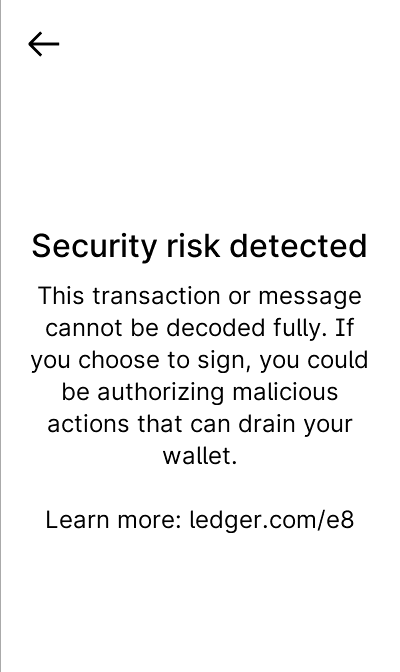 Security risk detected
This transaction or message
cannot be decoded fully. If
you choose to sign, you could
be authorizing malicious
actions that can drain your
wallet.
Learn more: ledger.com/e8